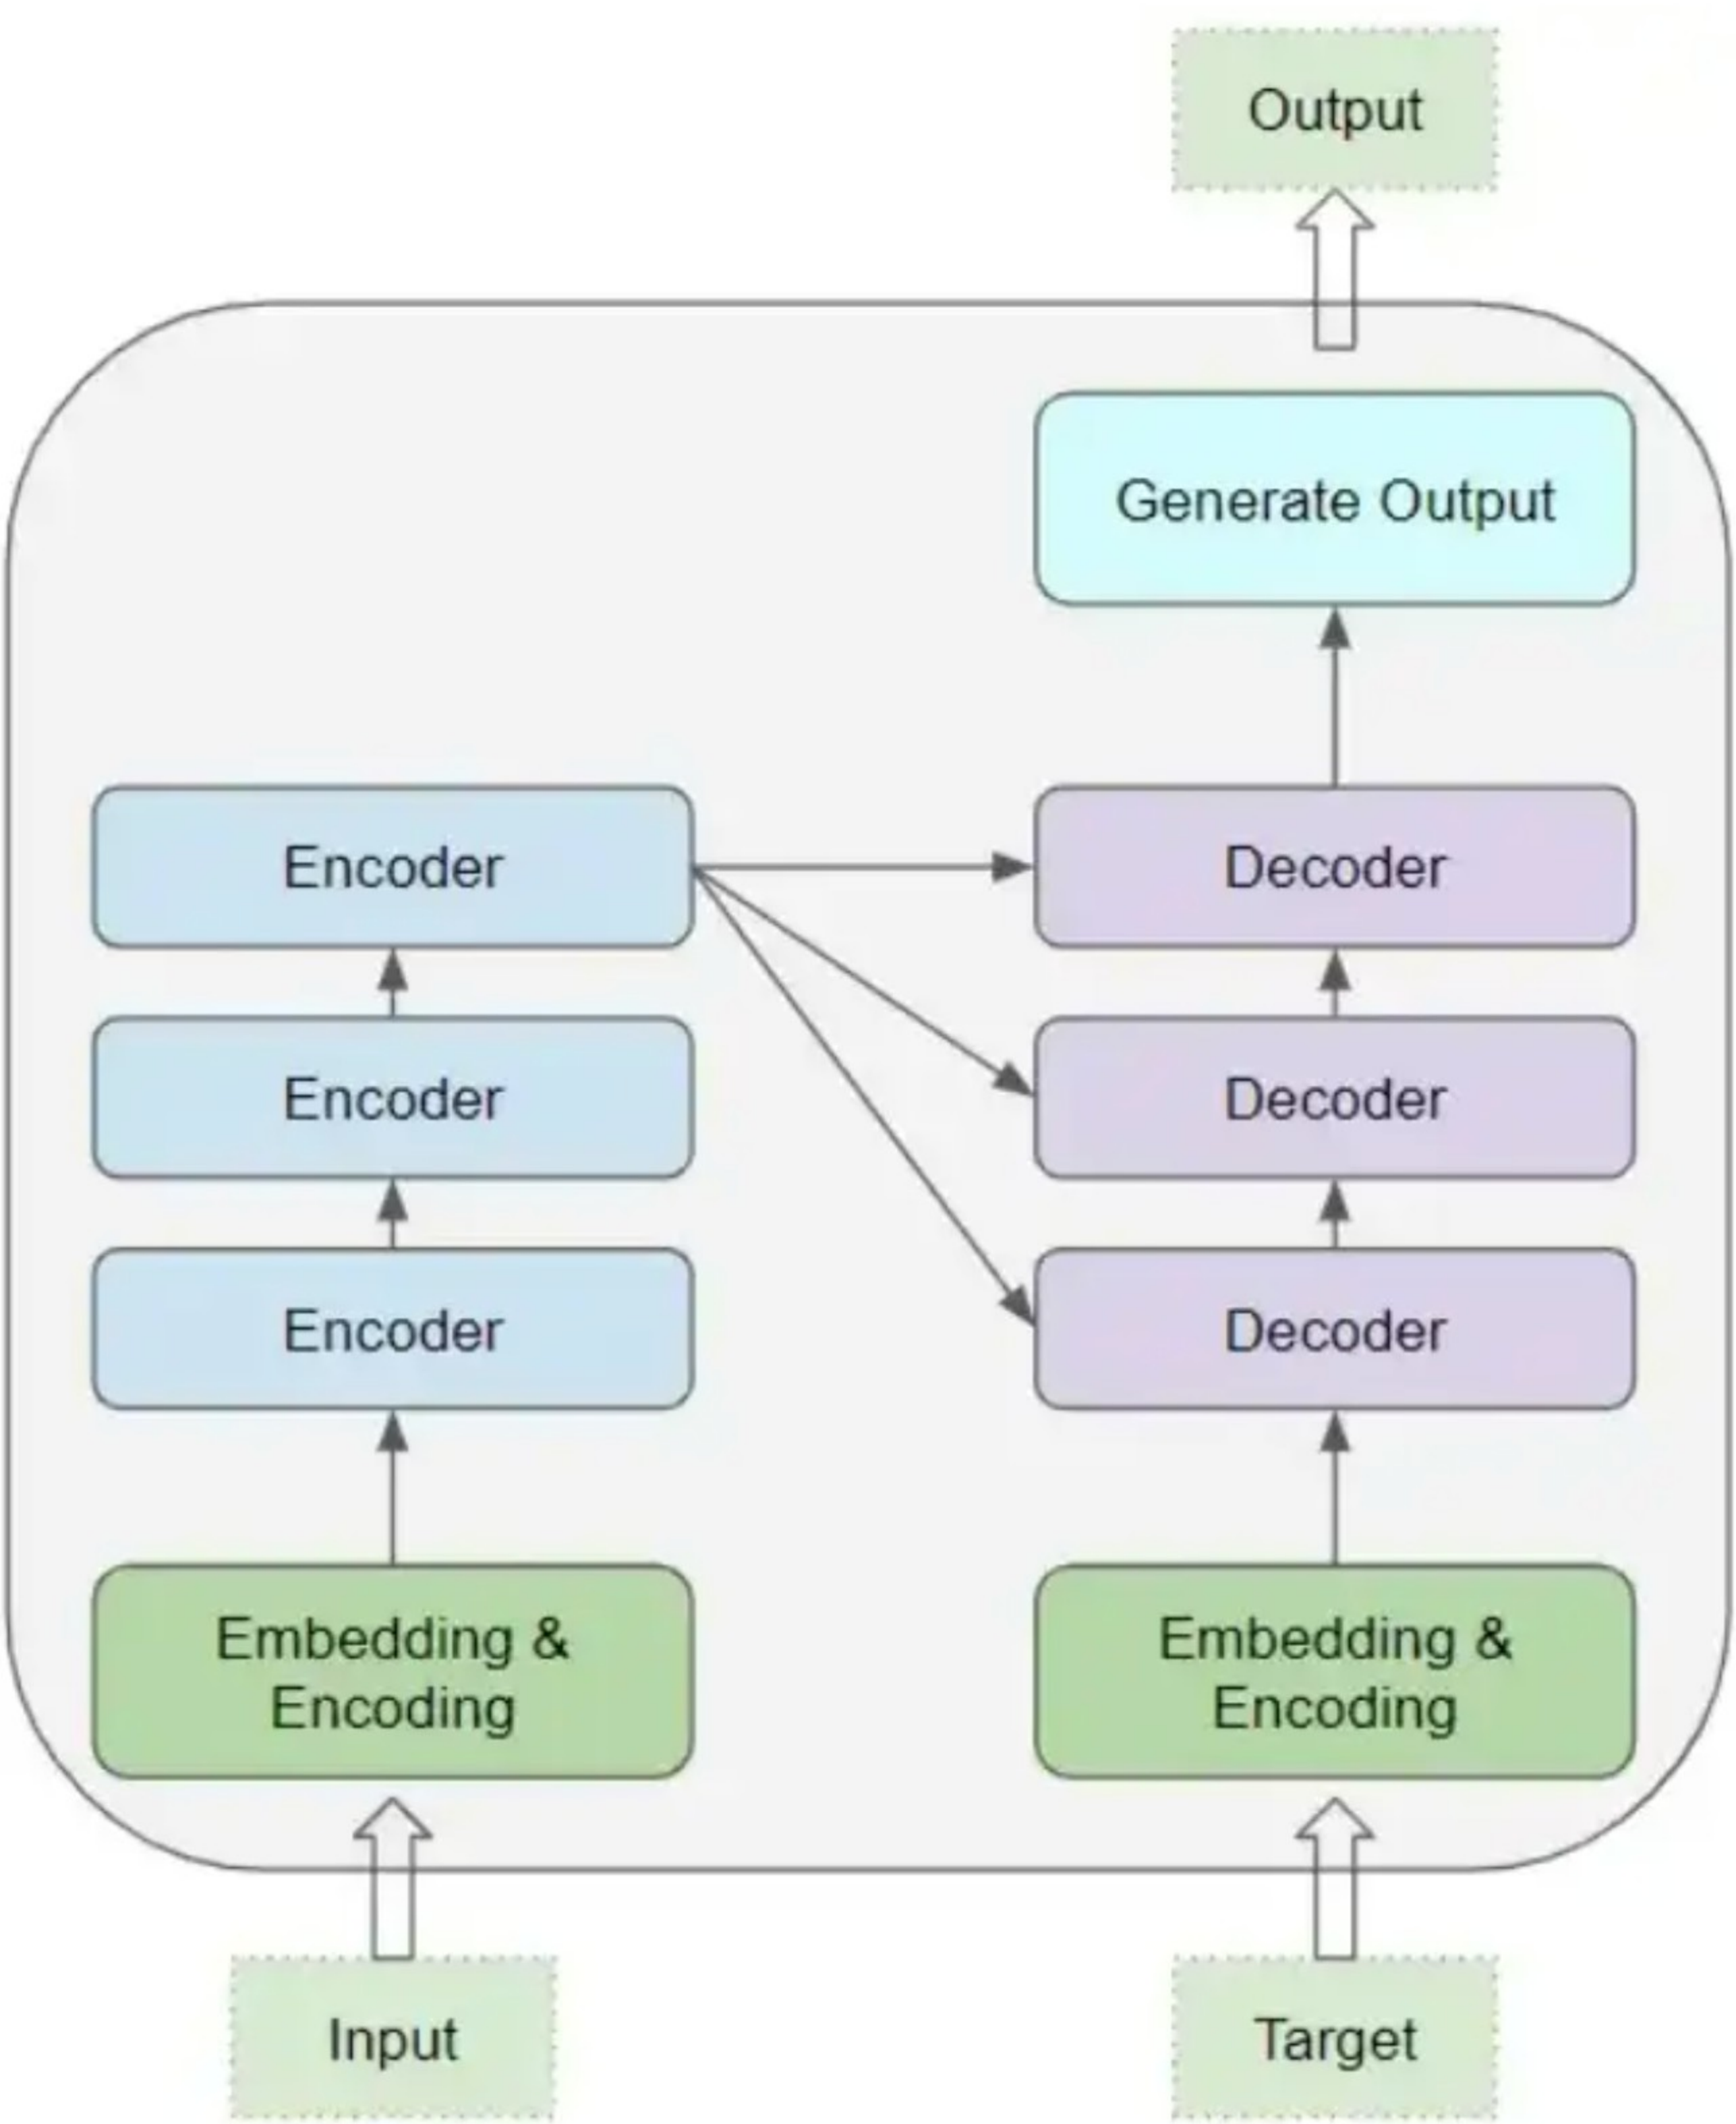 Output
Generate Output
Encoder
Decoder
Encoder
Decoder
Encoder
Decoder
Embedding &
Encoding
Embedding &
Encoding
Input
Target